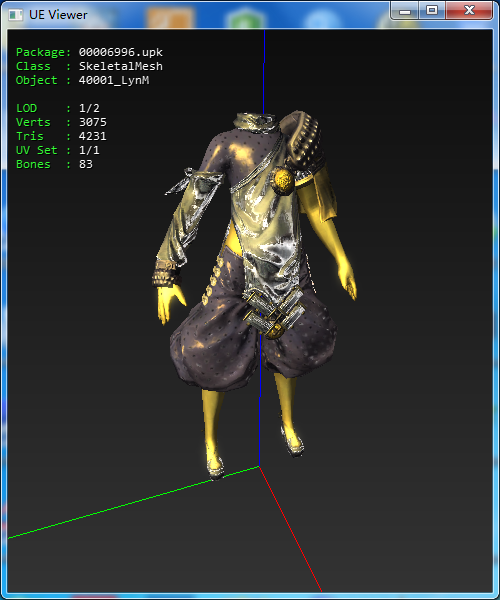 UE Viewer
Package: 00006996.upk
Class  : SkeletalMesh
Object : 40001_LynM
LOD    : 1/2
Verts  : 3075
Tris   : 4231
UV Set : 1/1
Bones  : 83